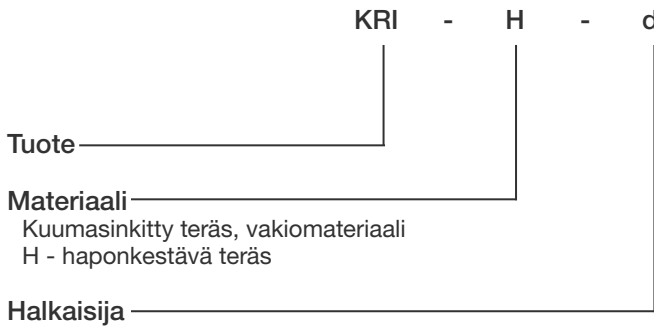 KRI - H - d
Tuote
Materiaali
Kuumasinkitty teräs, vakiomateriaali
H - haponkestävä teräs
Halkaisija